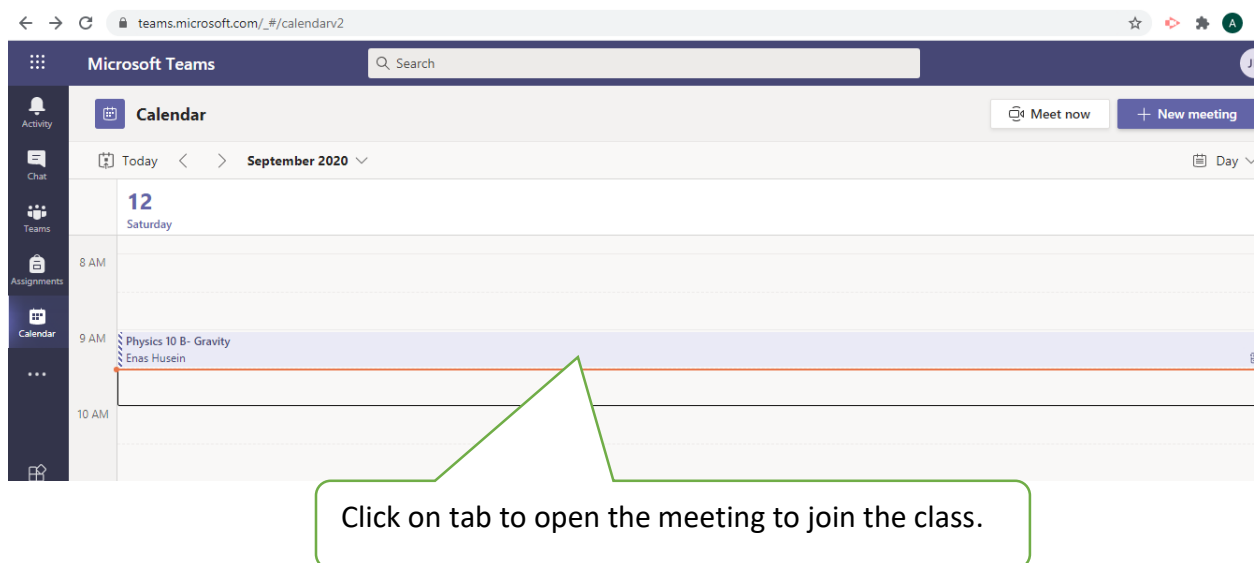 teams.microsoft.com/_#/calendarv2
A
Microsoft Teams
Search
J
Activity
Calendar
Meet now
+ New meeting
Chat
Today
September 2020
Day
Teams
12
Saturday
Assignments
8 AM
Calendar
9 AM
Physics 10 B- Gravity
Enas Husein
10 AM
Click on tab to open the meeting to join the class.